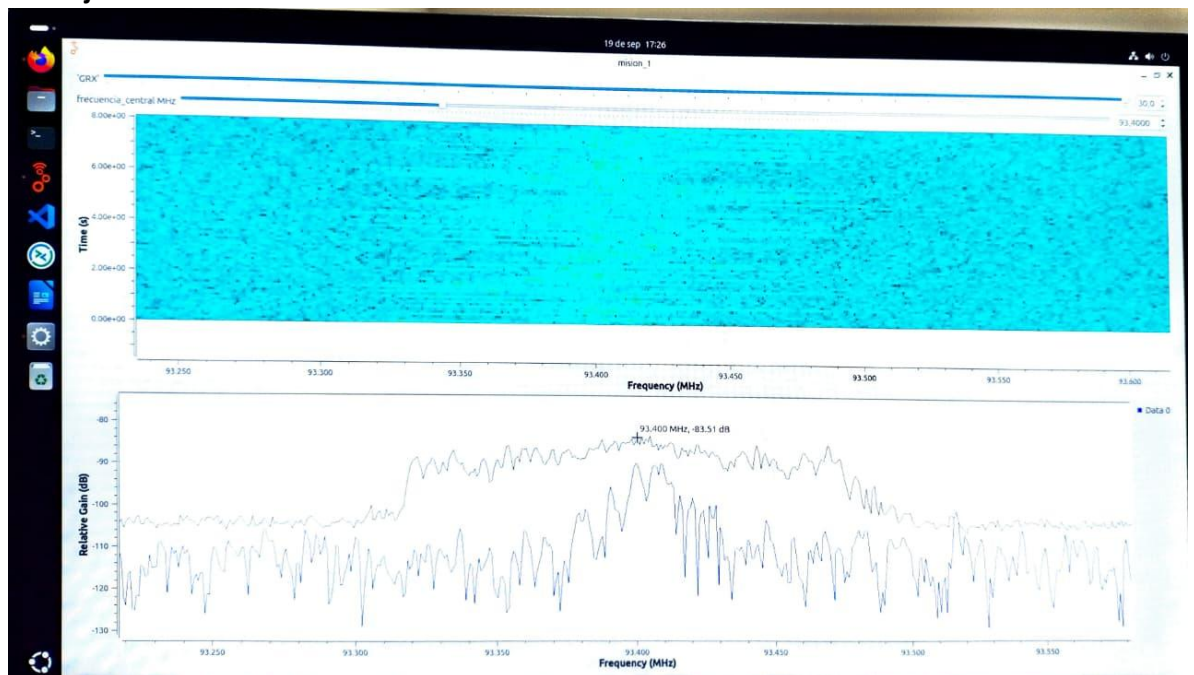 19 de sep 17:26
mision_1
'GRX'
30,0
frecuencia_central MHz
93,4000
8.00e+00
6.00e+00
4.00e+00
2.00e+00
0.00e+00
Time (s)
93.250 93.300 93.350 93.400 93.450 93.500 93.550 93.600
Frequency (MHz)
Data 0
93.400 MHz, -83.51 dB
-80
-90
-100
-110
-120
-130
Relative Gain (dB)
93.250 93.300 93.350 93.400 93.450 93.500 93.550
Frequency (MHz)